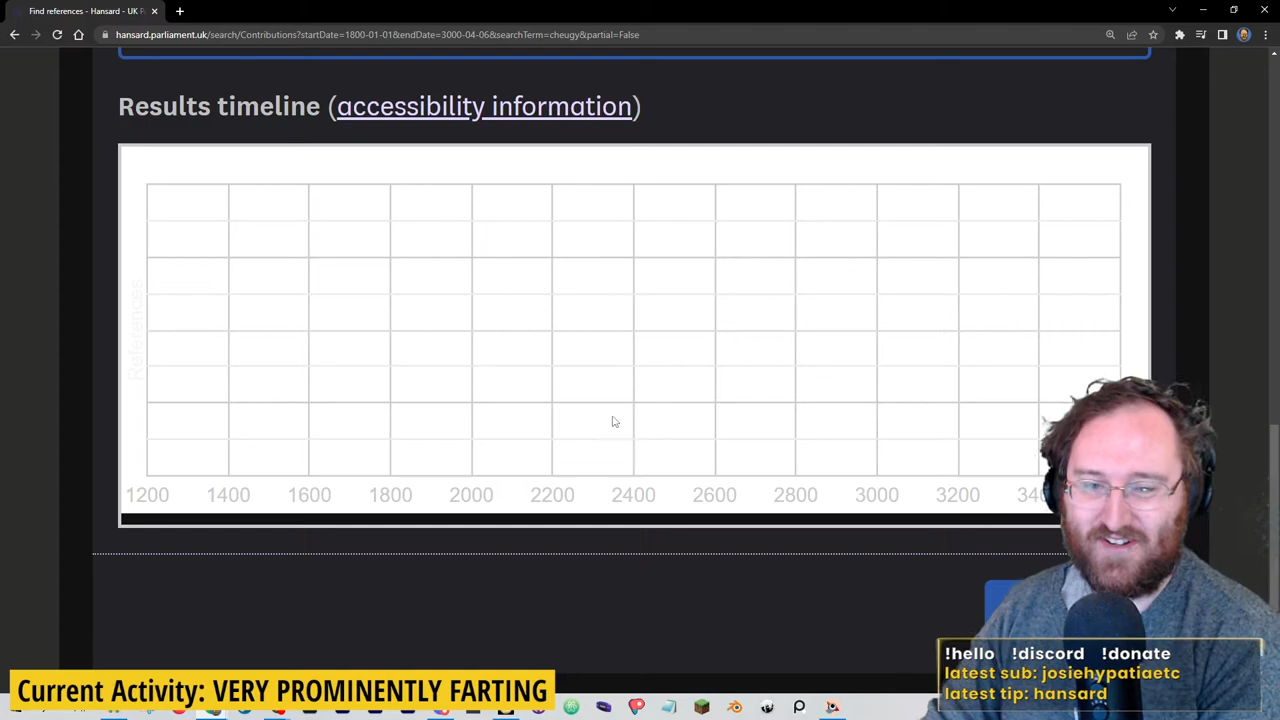 Find references - Hansard - UK P
hansard.parliament.uk/search/Contributions?startDate=1800-01-01&endDate=3000-04-06&searchTerm=cheugy&partial=False
Results timeline (accessibility information)
References
1200 1400 1600 1800 2000 2200 2400 2600 2800 3000 3200
!hello !discord !donate
latest sub: josiehypatiaetc
latest tip: hansard
Current Activity: VERY PROMINENTLY FARTING